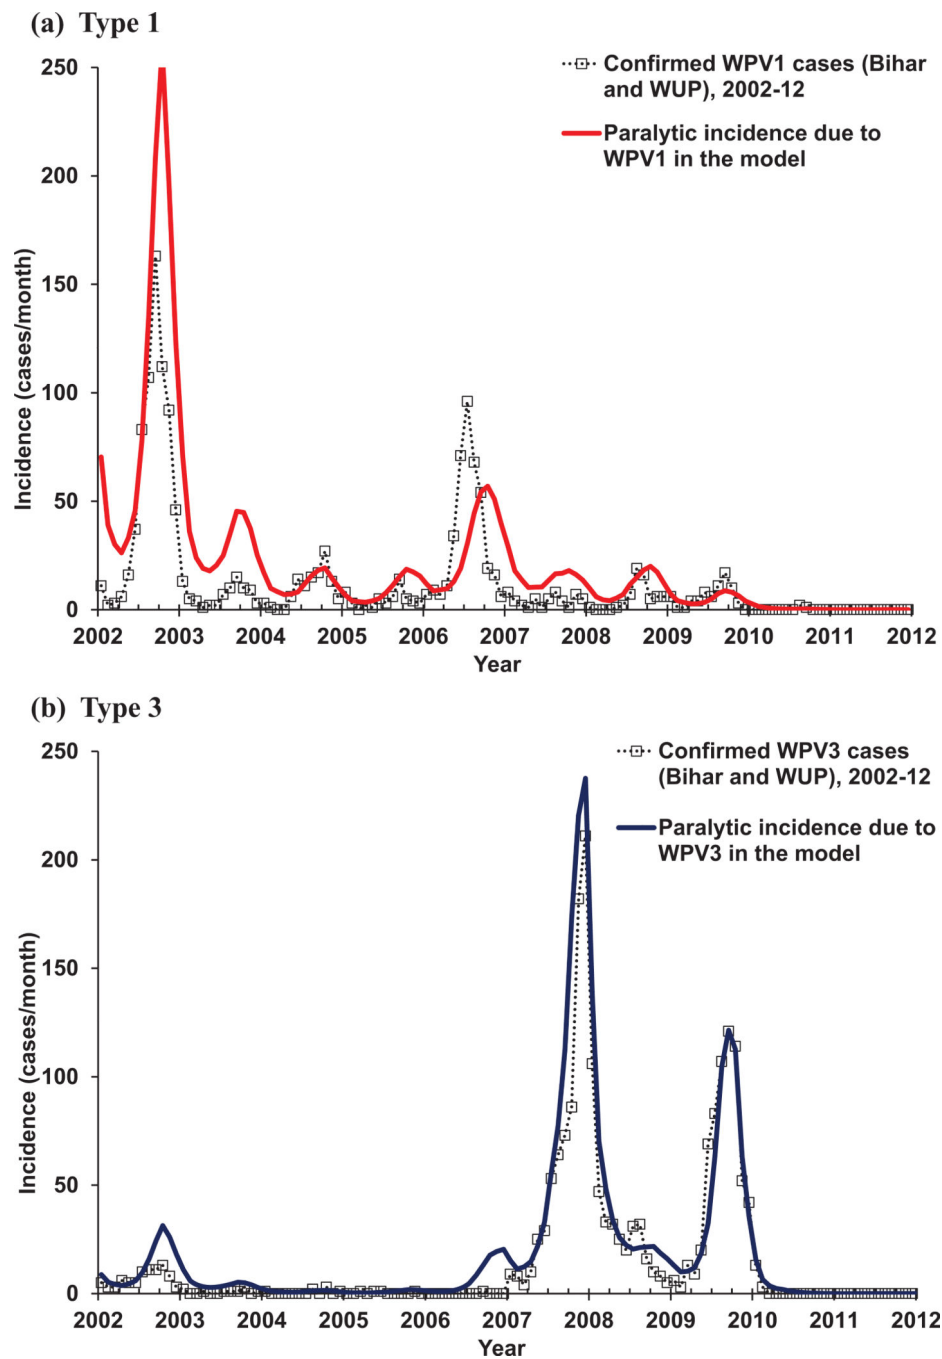 (a) Type 1
250
200
150
100
50
0
Incidence (cases/month)
Confirmed WPV1 cases (Bihar
and WUP), 2002-12
Paralytic incidence due to
WPV1 in the model
2002 2003 2004 2005 2006 2007 2008 2009 2010 2011 2012
Year
(b) Type 3
250
200
150
100
50
0
Incidence (cases/month)
Confirmed WPV3 cases
(Bihar and WUP), 2002-12
Paralytic incidence due to
WPV3 in the model
2002 2003 2004 2005 2006 2007 2008 2009 2010 2011 2012
Year